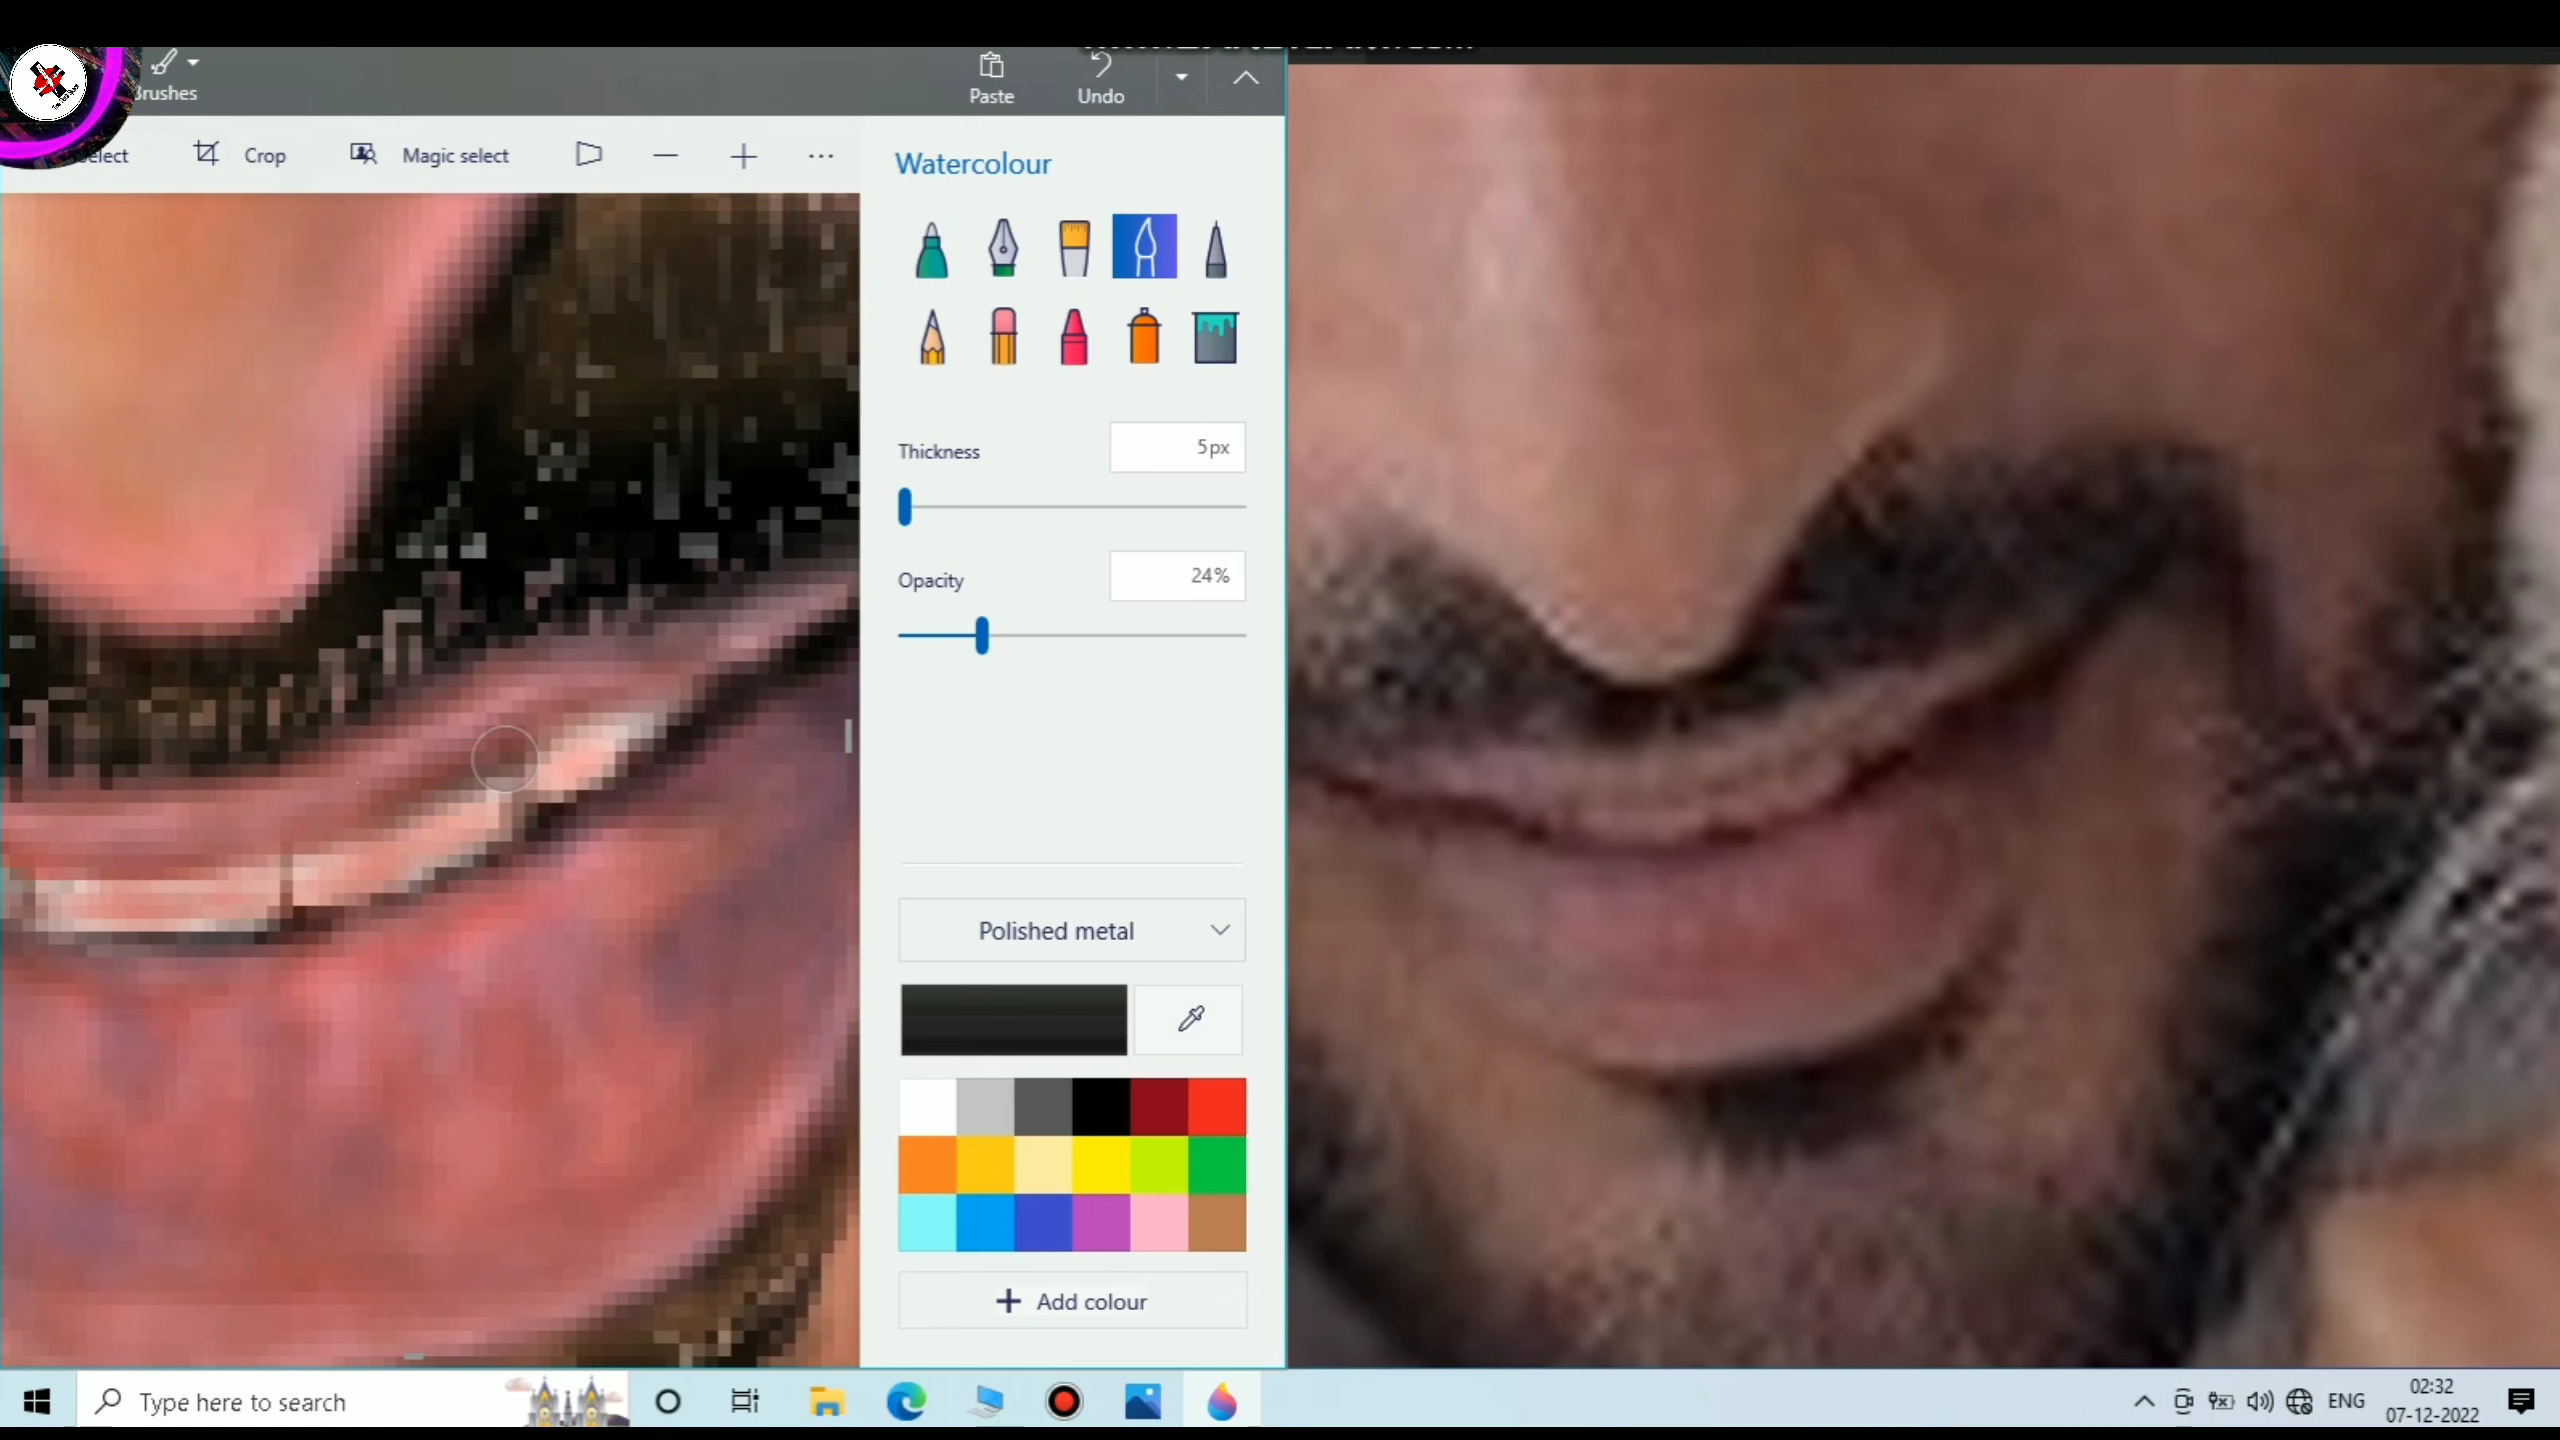 Brushes
Paste
Undo
Select
Crop
Magic select
Watercolour
Thickness
5px
Opacity
24%
Polished metal
Add colour
Type here to search
ENG
02:32
07-12-2022